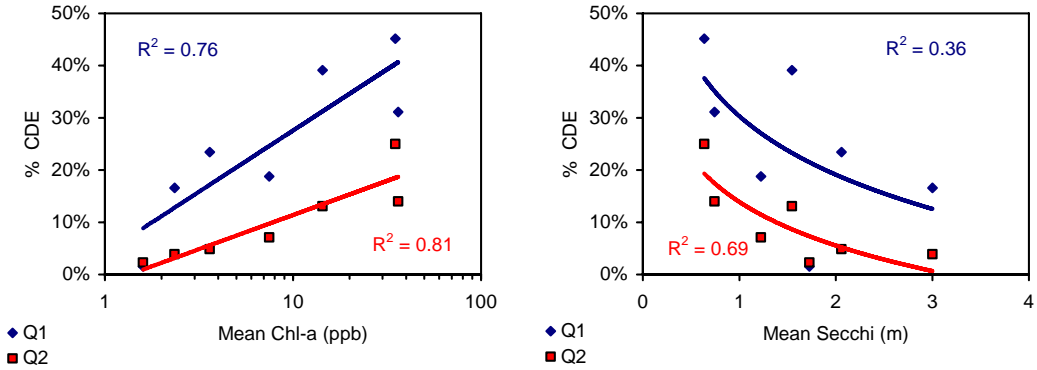 50%
40%
30%
20%
10%
0%
% CDE
R² = 0.76
R² = 0.81
1
10
100
Mean Chl-a (ppb)
Q1
Q2
50%
40%
30%
20%
10%
0%
% CDE
R² = 0.36
R² = 0.69
0
1
2
3
4
Mean Secchi (m)
Q1
Q2